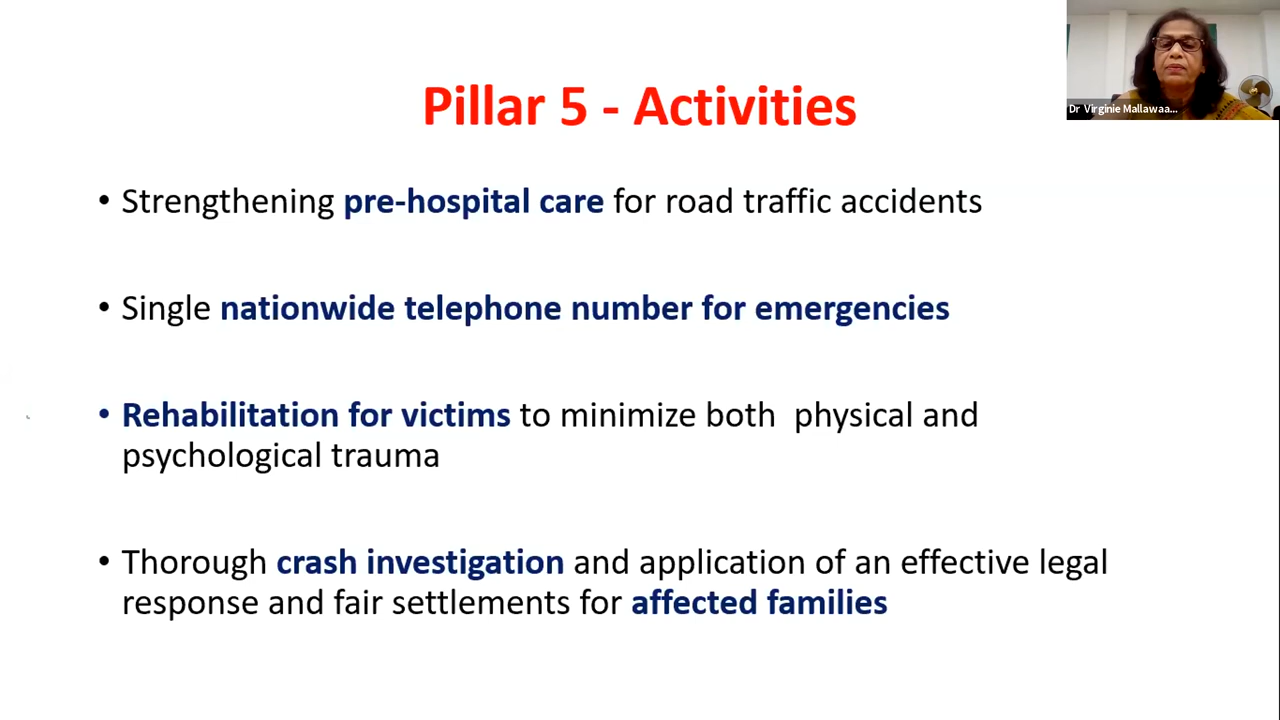 Pillar 5 - Activities
Dr Virginie Mallawaa...
• Strengthening pre-hospital care for road traffic accidents
• Single nationwide telephone number for emergencies
• Rehabilitation for victims to minimize both  physical and
psychological trauma
• Thorough crash investigation and application of an effective legal
response and fair settlements for affected families